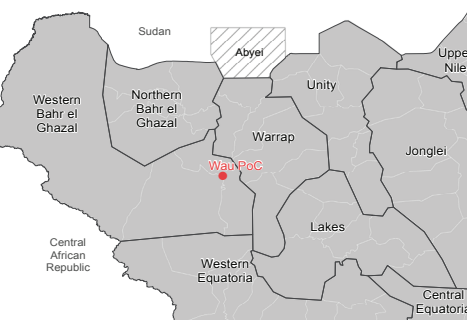 Sudan
Abyei
Upper
Nile
Unity
Western
Bahr el
Ghazal
Northern
Bahr el
Ghazal
Warrap
Jonglei
Wau PoC
Lakes
Central
African
Republic
Western
Equatoria
Central
Equatoria